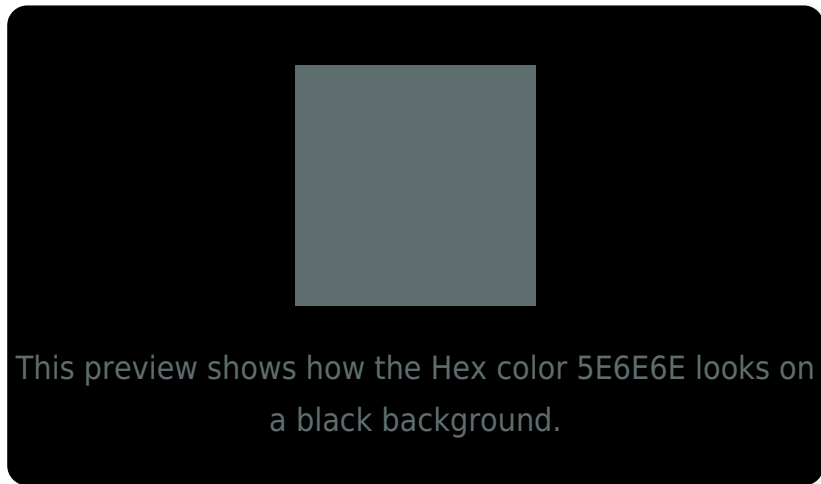 This preview shows how the Hex color 5E6E6E looks on
a black background.